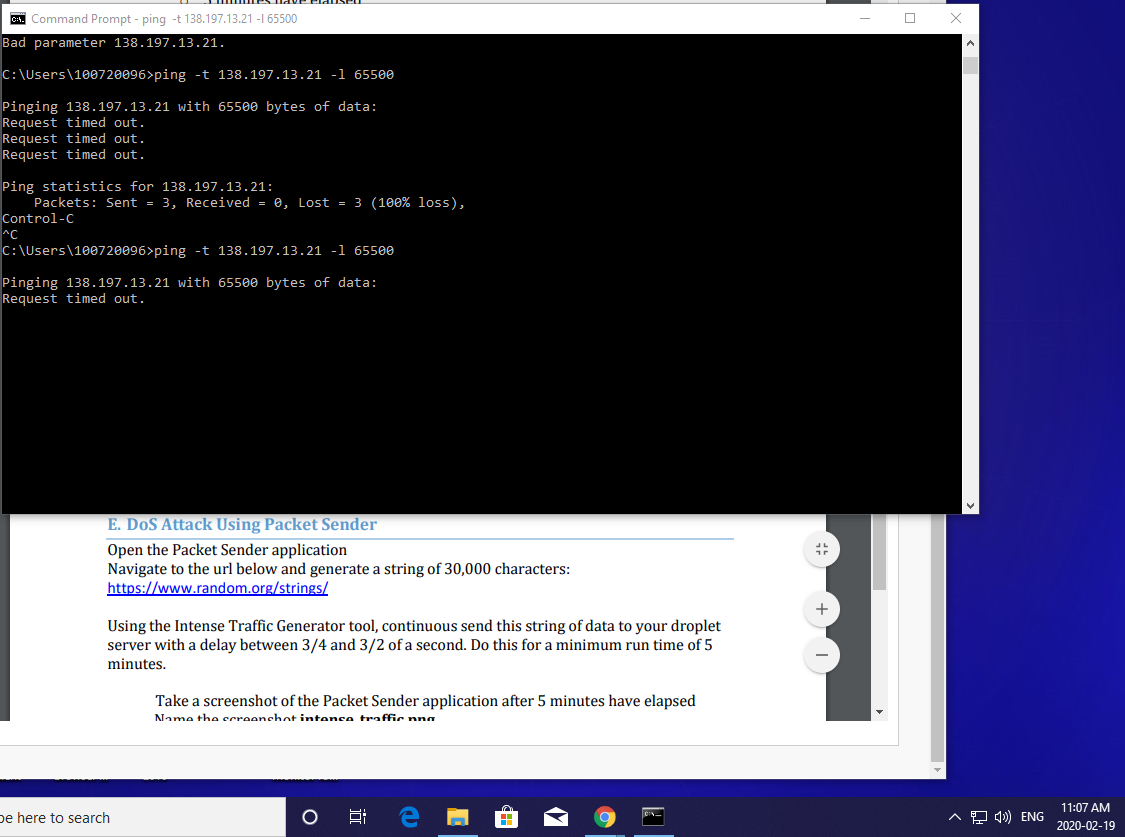 5 minutes have elapsed
Command Prompt - ping -t 138.197.13.21 -l 65500
Bad parameter 138.197.13.21.
C:\Users\100720096>ping -t 138.197.13.21 -l 65500
Pinging 138.197.13.21 with 65500 bytes of data:
Request timed out.
Request timed out.
Request timed out.
Ping statistics for 138.197.13.21:
Packets: Sent = 3, Received = 0, Lost = 3 (100% loss),
Control-C
^C
C:\Users\100720096>ping -t 138.197.13.21 -l 65500
Pinging 138.197.13.21 with 65500 bytes of data:
Request timed out.
E. DoS Attack Using Packet Sender
Open the Packet Sender application
Navigate to the url below and generate a string of 30,000 characters:
https://www.random.org/strings/
Using the Intense Traffic Generator tool, continuous send this string of data to your droplet
server with a delay between 3/4 and 3/2 of a second. Do this for a minimum run time of 5
minutes.
Take a screenshot of the Packet Sender application after 5 minutes have elapsed
Name the screenshot intense_traffic.png
pe here to search
ENG
11:07 AM
2020-02-19